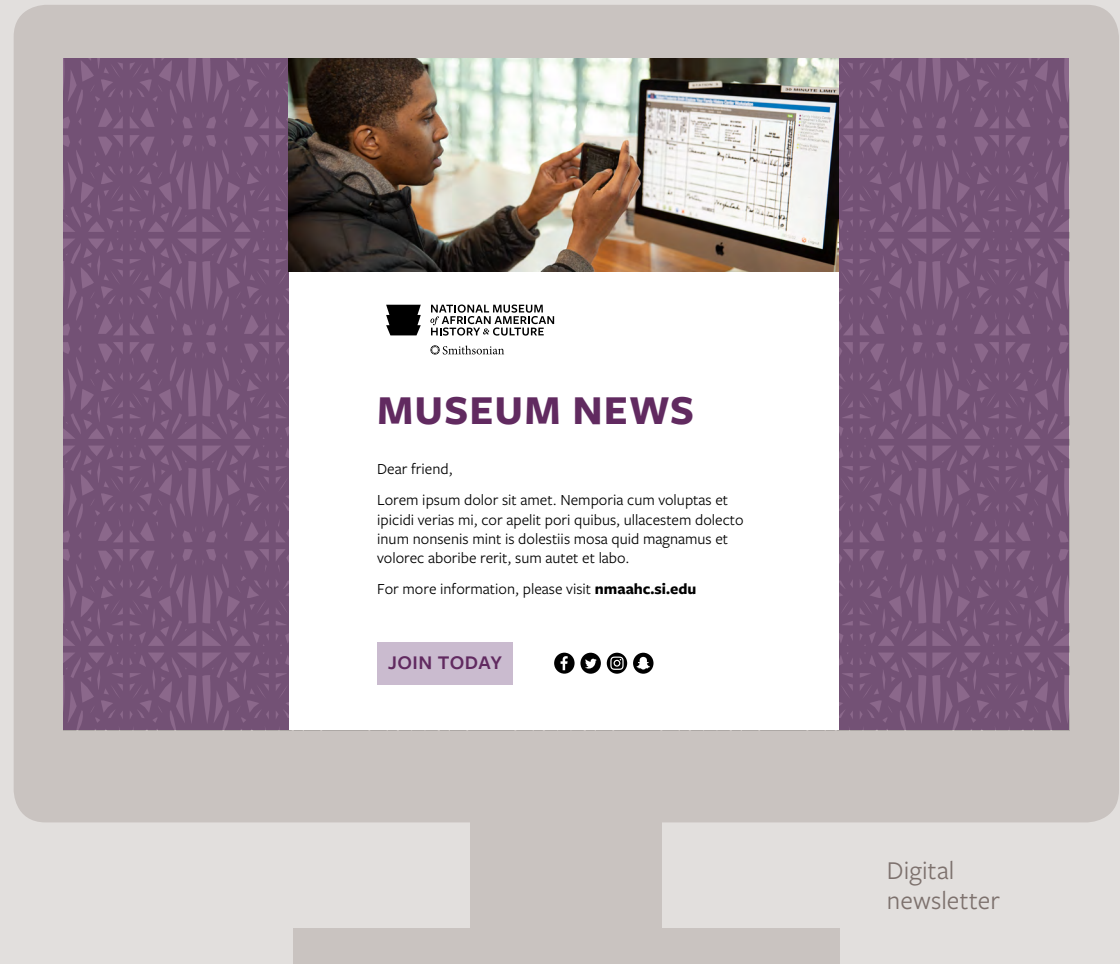 30 MINUTE LIMIT
NATIONAL MUSEUM
of AFRICAN AMERICAN
HISTORY & CULTURE
Smithsonian
MUSEUM NEWS
Dear friend,
Lorem ipsum dolor sit amet. Nemporia cum voluptas et
ipicidi verias mi, cor apelit pori quibus, ullacestem dolecto
inum nonsenis mint is dolestiis mosa quid magnamus et
volorec aboribe rerit, sum autet et labo.
For more information, please visit nmaahc.si.edu
JOIN TODAY
Digital
newsletter